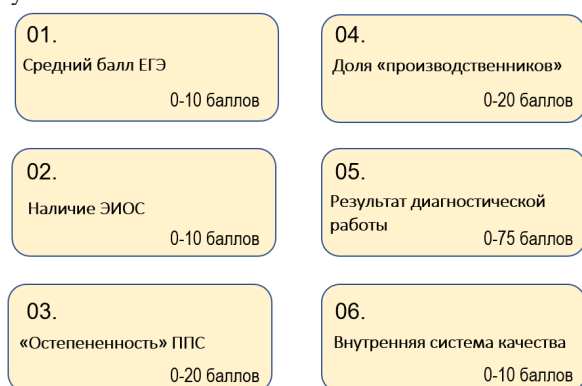 01.
Средний балл ЕГЭ
0-10 баллов
02.
Наличие ЭИОС
0-10 баллов
03.
«Остепененность» ППС
0-20 баллов
04.
Доля «производственников»
0-20 баллов
05.
Результат диагностической
работы
0-75 баллов
06.
Внутренняя система качества
0-10 баллов